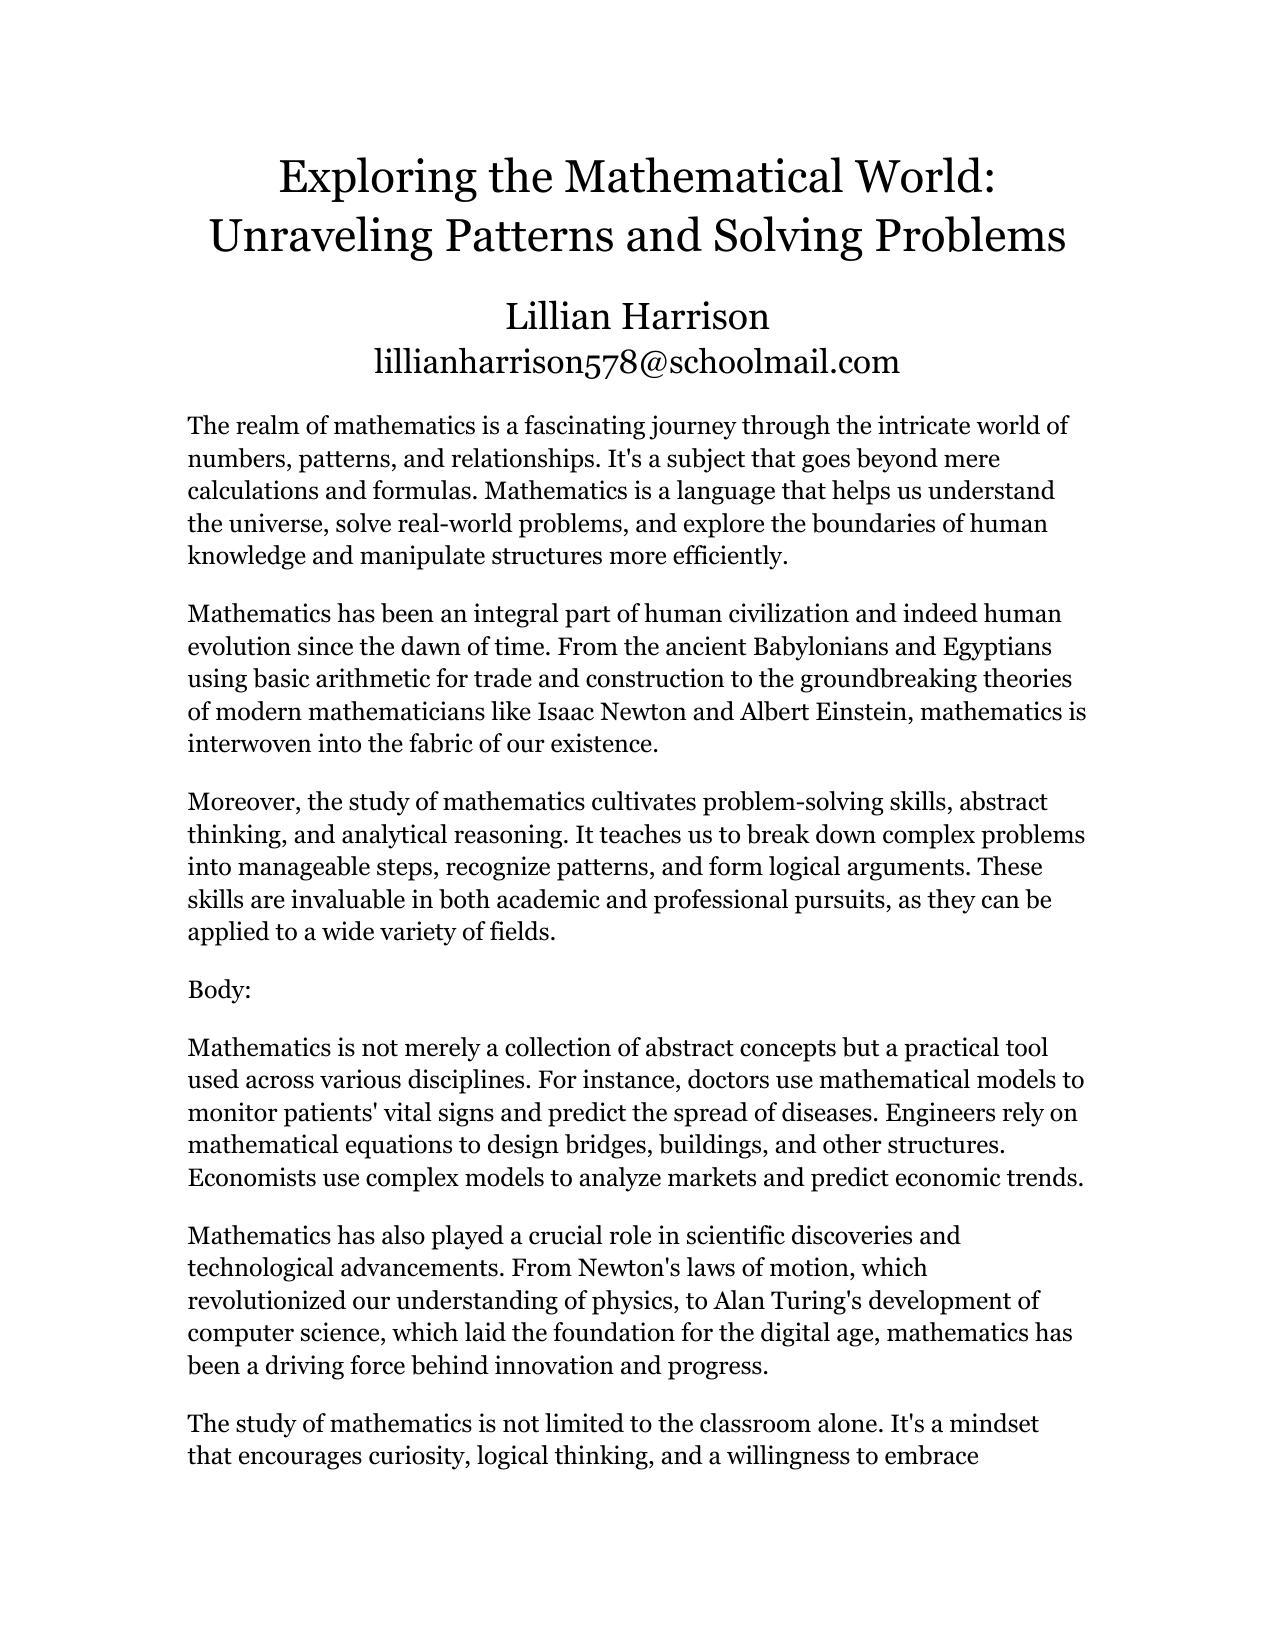 Exploring the Mathematical World:
Unraveling Patterns and Solving Problems
Lillian Harrison
lillianharrison578@schoolmail.com
The realm of mathematics is a fascinating journey through the intricate world of
numbers, patterns, and relationships. It's a subject that goes beyond mere
calculations and formulas. Mathematics is a language that helps us understand
the universe, solve real-world problems, and explore the boundaries of human
knowledge and manipulate structures more efficiently.
Mathematics has been an integral part of human civilization and indeed human
evolution since the dawn of time. From the ancient Babylonians and Egyptians
using basic arithmetic for trade and construction to the groundbreaking theories
of modern mathematicians like Isaac Newton and Albert Einstein, mathematics is
interwoven into the fabric of our existence.
Moreover, the study of mathematics cultivates problem-solving skills, abstract
thinking, and analytical reasoning. It teaches us to break down complex problems
into manageable steps, recognize patterns, and form logical arguments. These
skills are invaluable in both academic and professional pursuits, as they can be
applied to a wide variety of fields.
Body:
Mathematics is not merely a collection of abstract concepts but a practical tool
used across various disciplines. For instance, doctors use mathematical models to
monitor patients' vital signs and predict the spread of diseases. Engineers rely on
mathematical equations to design bridges, buildings, and other structures.
Economists use complex models to analyze markets and predict economic trends.
Mathematics has also played a crucial role in scientific discoveries and
technological advancements. From Newton's laws of motion, which
revolutionized our understanding of physics, to Alan Turing's development of
computer science, which laid the foundation for the digital age, mathematics has
been a driving force behind innovation and progress.
The study of mathematics is not limited to the classroom alone. It's a mindset
that encourages curiosity, logical thinking, and a willingness to embrace